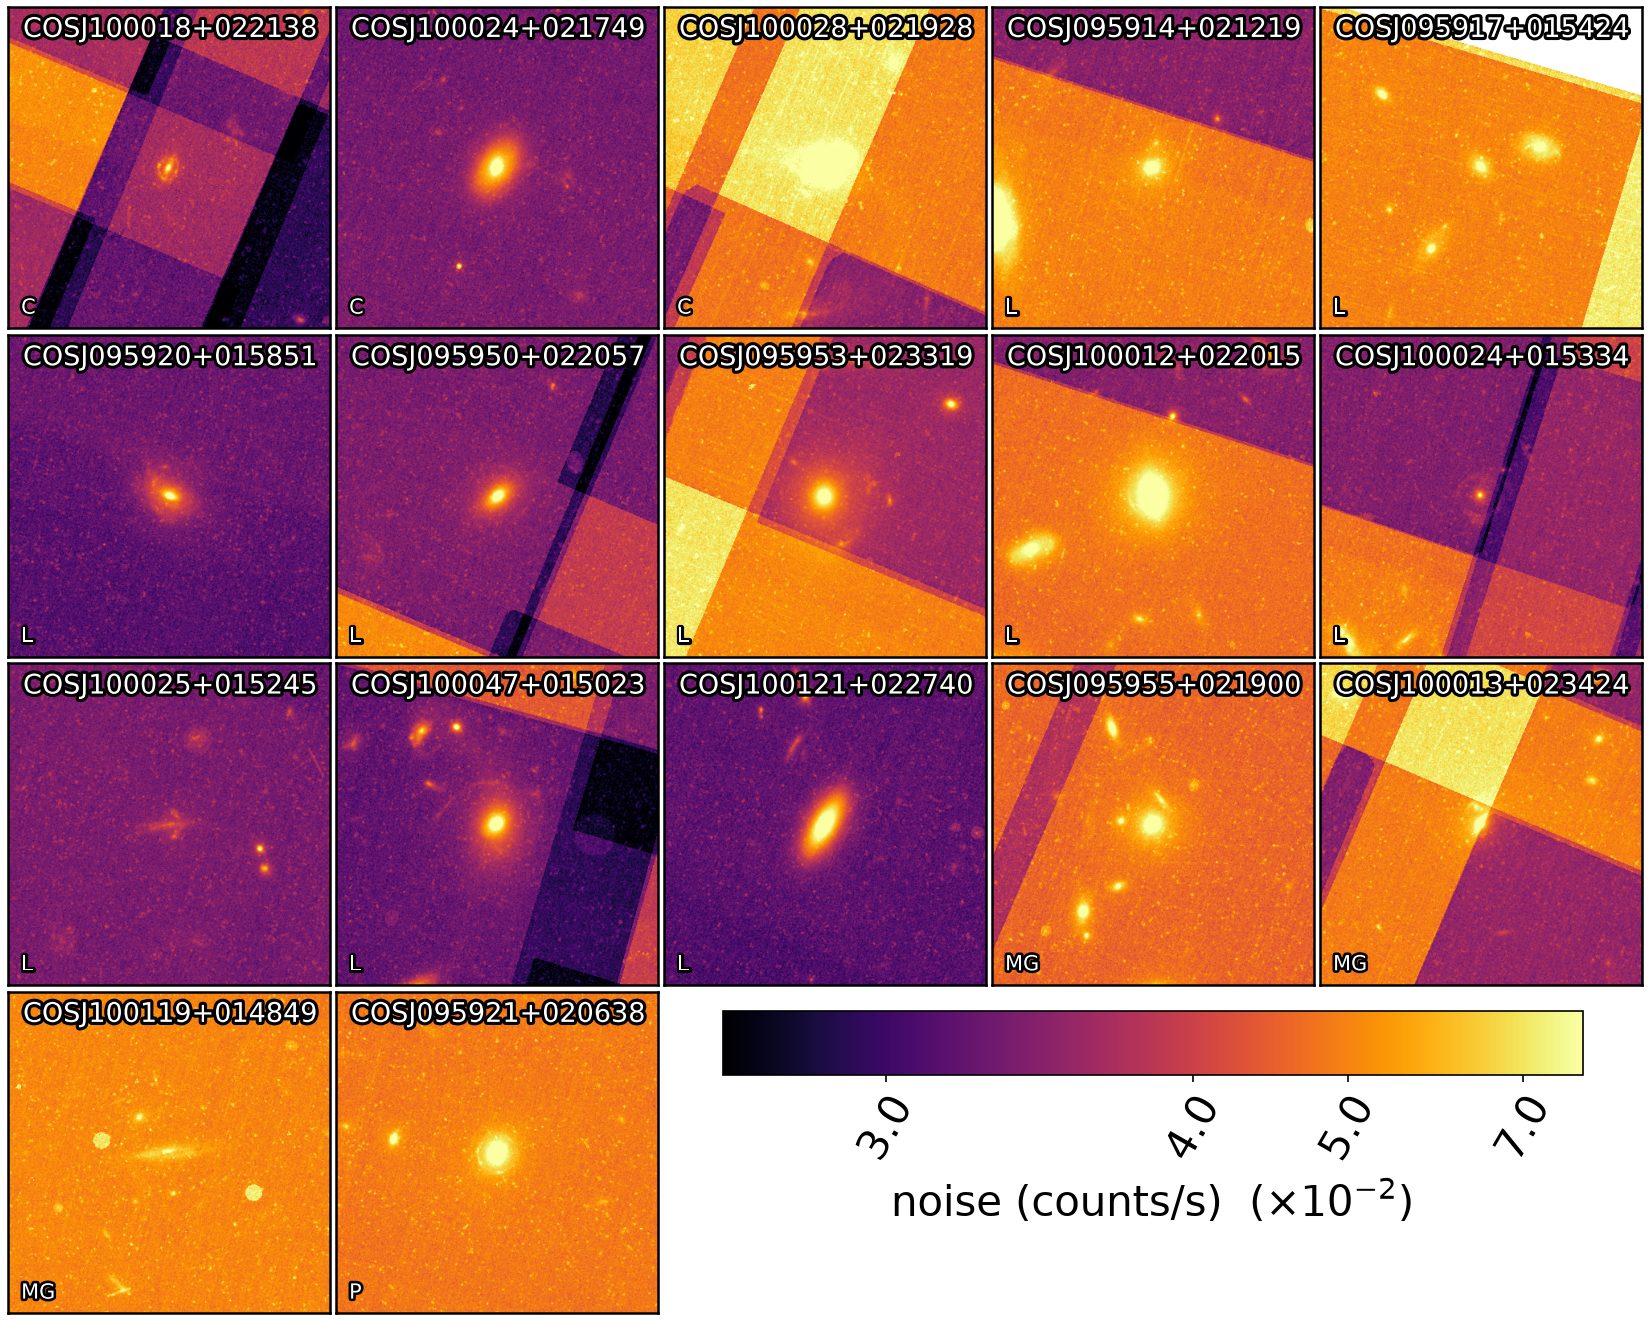 COSJ100018+022138
C
COSJ100024+021749
C
COSJ100028+021928
C
COSJ095914+021219
L
COSJ095917+015424
L
COSJ095920+015851
L
COSJ095950+022057
L
COSJ095953+023319
L
COSJ100012+022015
L
COSJ100024+015334
L
COSJ100025+015245
L
COSJ100047+015023
L
COSJ100121+022740
L
COSJ095955+021900
MG
COSJ100013+023424
MG
COSJ100119+014849
MG
COSJ095921+020638
P
3.0 4.0 5.0 7.0
noise (counts/s) (×10⁻²)